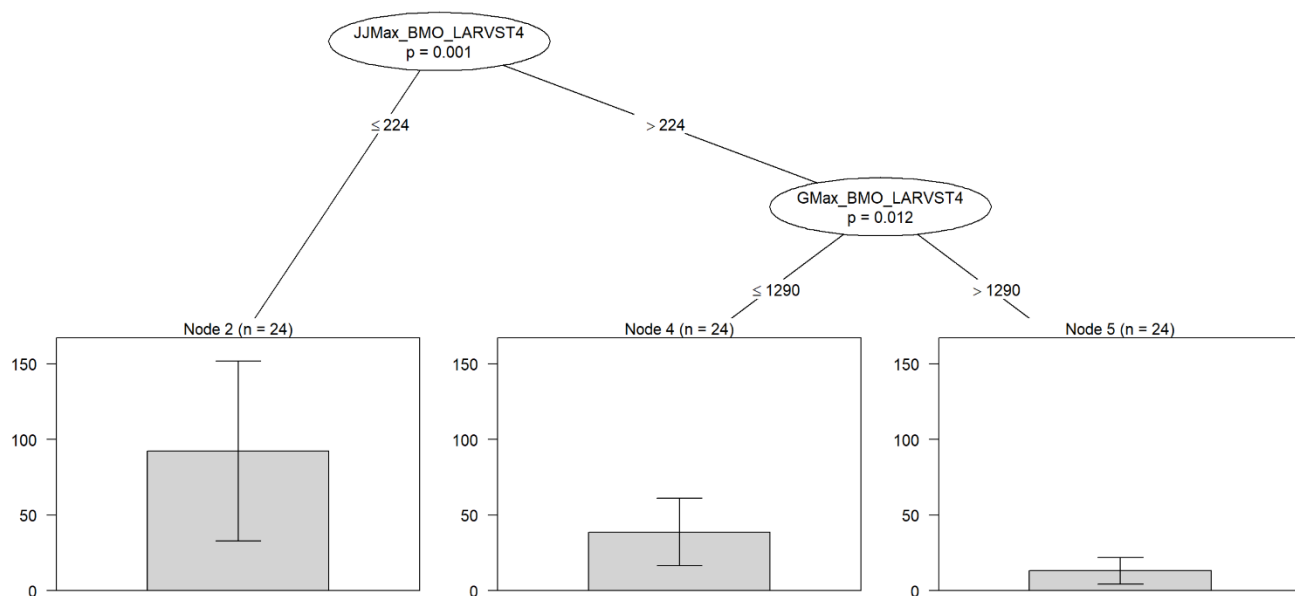 JJMax_BMO_LARVST4
p = 0.001
≤ 224
> 224
GMax_BMO_LARVST4
p = 0.012
≤ 1290
> 1290
Node 2 (n = 24)
150
100
50
0
Node 4 (n = 24)
150
100
50
0
Node 5 (n = 24)
150
100
50
0